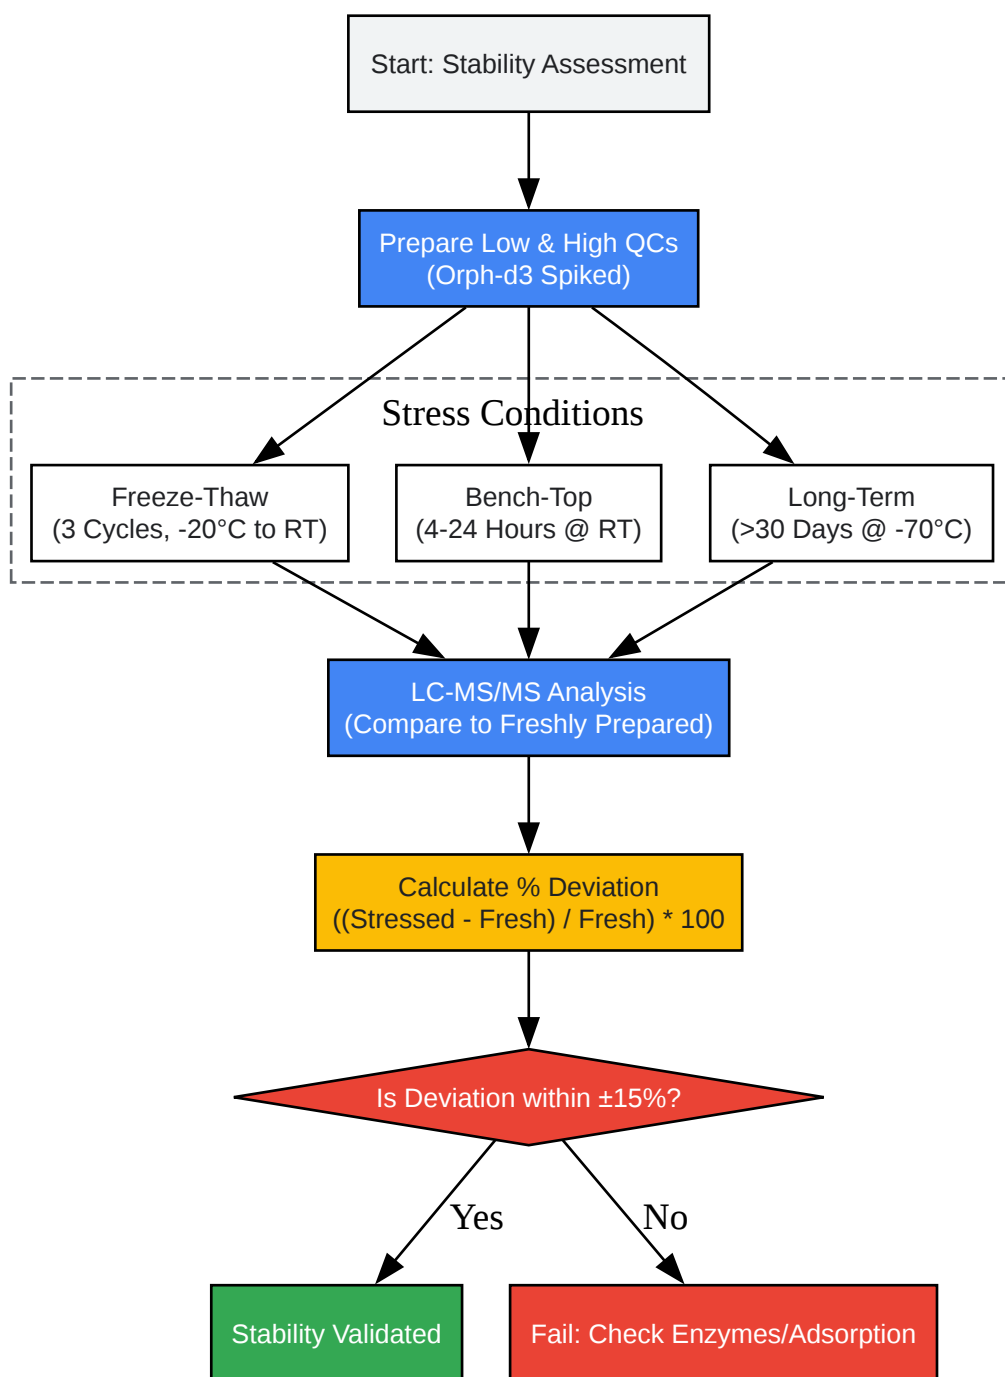 Start: Stability Assessment
Prepare Low & High QCs
(Orph-d3 Spiked)
Stress Conditions
Freeze-Thaw
(3 Cycles, -20°C to RT)
Bench-Top
(4-24 Hours @ RT)
Long-Term
(>30 Days @ -70°C)
LC-MS/MS Analysis
(Compare to Freshly Prepared)
Calculate % Deviation
((Stressed - Fresh) / Fresh) * 100
Is Deviation within ±15%?
Yes
No
Stability Validated
Fail: Check Enzymes/Adsorption